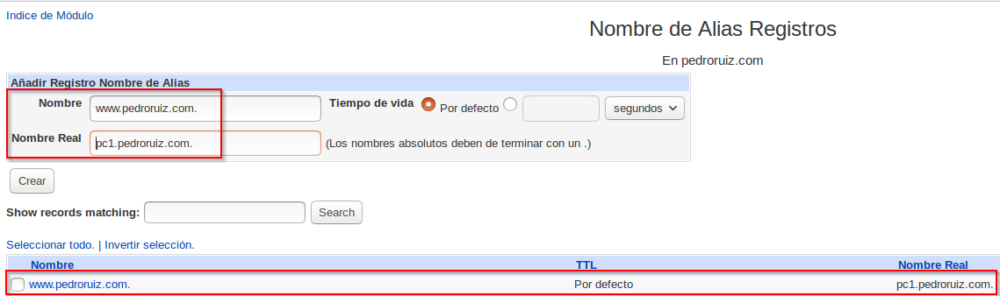 Indice de Módulo
Nombre de Alias Registros
En pedroruiz.com
Añadir Registro Nombre de Alias
Nombre www.pedroruiz.com. Tiempo de vida Por defecto segundos
Nombre Real pc1.pedroruiz.com. (Los nombres absolutos deben de terminar con un .)
Crear
Show records matching: Search
Seleccionar todo. | Invertir selección.
Nombre TTL Nombre Real
www.pedroruiz.com. Por defecto pc1.pedroruiz.com.